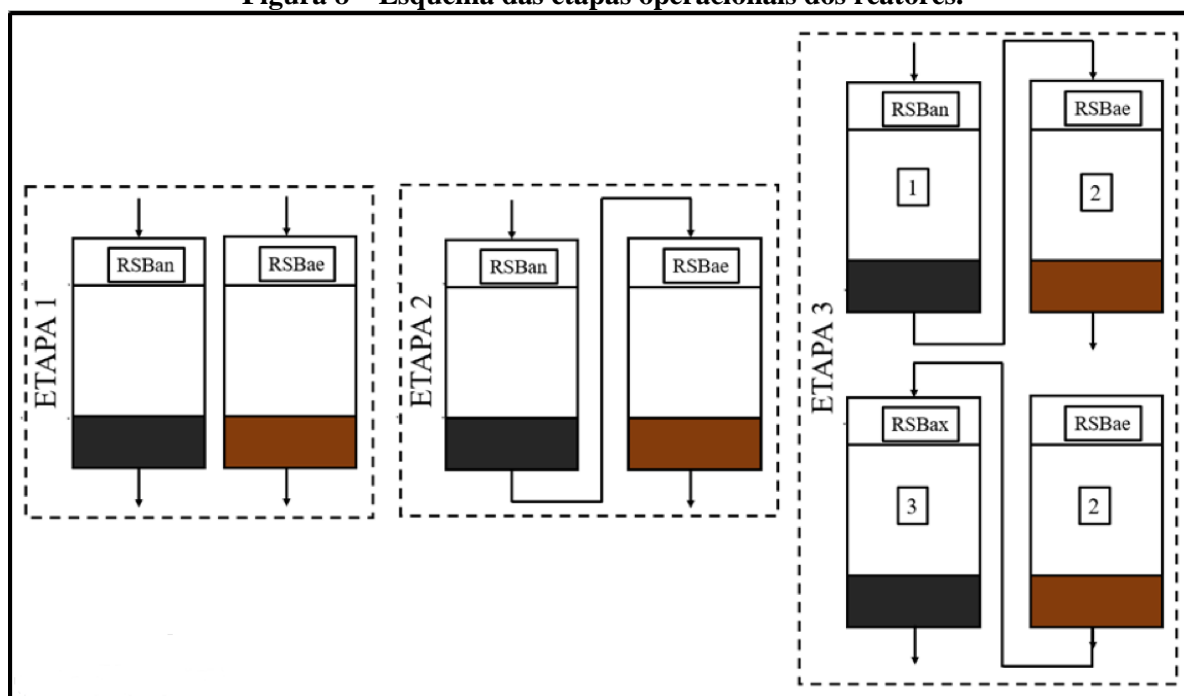 Figura 8 – Esquema das etapas operacionais dos reatores.
ETAPA 1
RSBan
RSBae
ETAPA 2
RSBan
RSBae
ETAPA 3
RSBan
RSBae
1
2
RSBax
RSBae
3
2